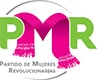 PMR
PARTIDO DE MUJERES
REVOLUCIONARIAS